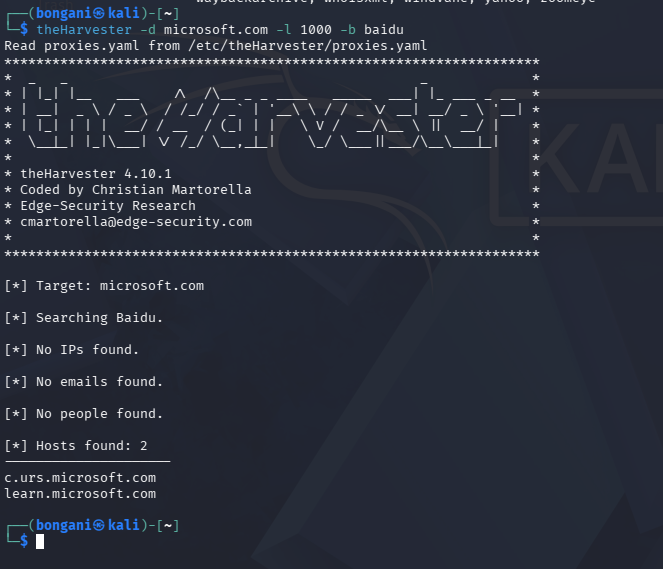 ┌──(bongani㉿kali)-[~]
└─$ theHarvester -d microsoft.com -l 1000 -b baidu
Read proxies.yaml from /etc/theHarvester/proxies.yaml
*******************************************************************
theHarvester
* theHarvester 4.10.1 *
* Coded by Christian Martorella *
* Edge-Security Research *
* cmartorella@edge-security.com *
* *
*******************************************************************
[*] Target: microsoft.com
[*] Searching Baidu.
[*] No IPs found.
[*] No emails found.
[*] No people found.
[*] Hosts found: 2
---------------------
c.urs.microsoft.com
learn.microsoft.com
┌──(bongani㉿kali)-[~]
└─$
KAL